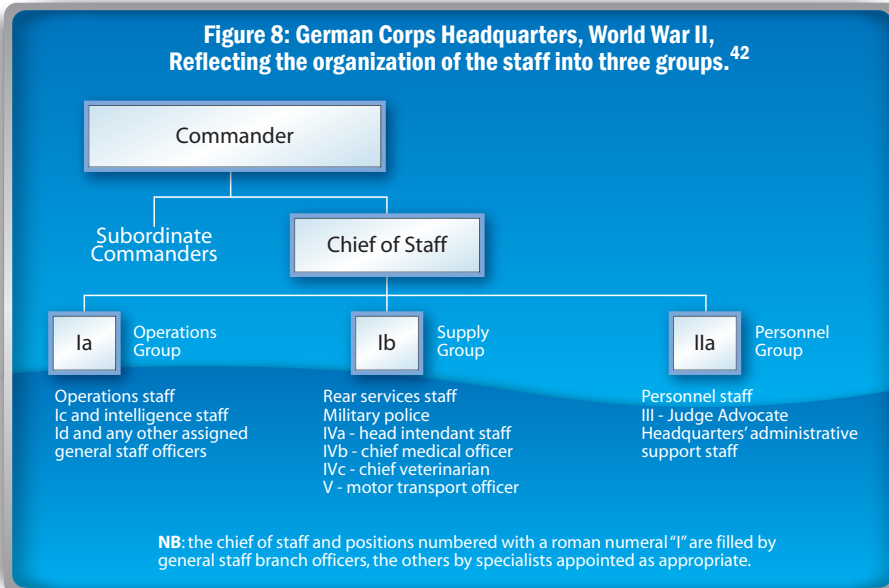 Figure 8: German Corps Headquarters, World War II,
Reflecting the organization of the staff into three groups.42
Commander
Subordinate
Commanders
Chief of Staff
Ia
Operations
Group
Operations staff
Ic and intelligence staff
Id and any other assigned
general staff officers
Ib
Supply
Group
Rear services staff
Military police
IVa - head intendant staff
IVb - chief medical officer
IVc - chief veterinarian
V - motor transport officer
IIa
Personnel
Group
Personnel staff
III - Judge Advocate
Headquarters' administrative
support staff
NB: the chief of staff and positions numbered with a roman numeral "I" are filled by
general staff branch officers, the others by specialists appointed as appropriate.